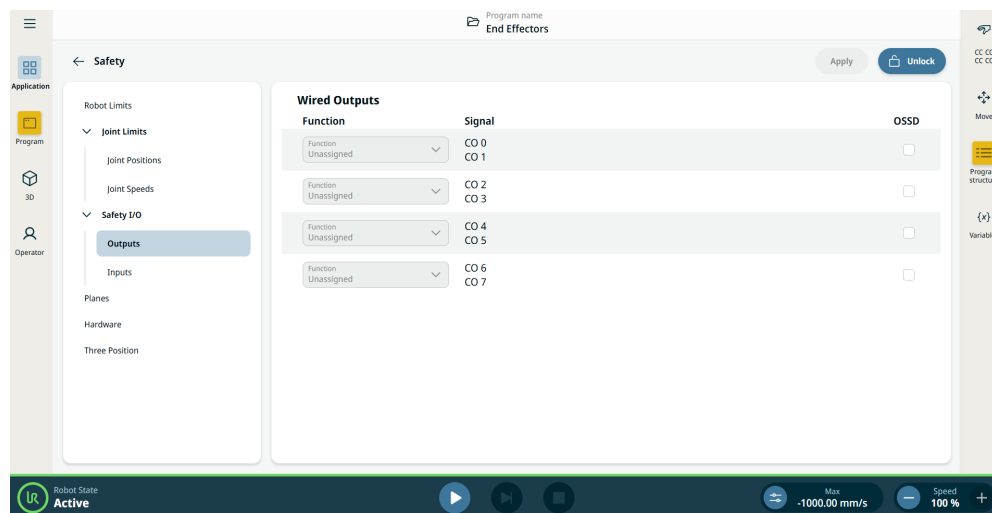 Program name
End Effectors
Application
Program
3D
Operator
Safety
Apply
Unlock
Robot Limits
Joint Limits
Joint Positions
Joint Speeds
Safety I/O
Outputs
Inputs
Planes
Hardware
Three Position
Wired Outputs
Function
Signal
OSSD
Function
Unassigned
CO 0
CO 1
Function
Unassigned
CO 2
CO 3
Function
Unassigned
CO 4
CO 5
Function
Unassigned
CO 6
CO 7
Move
{x}
Robot State
Active
Max
-1000.00 mm/s
Speed
100 %